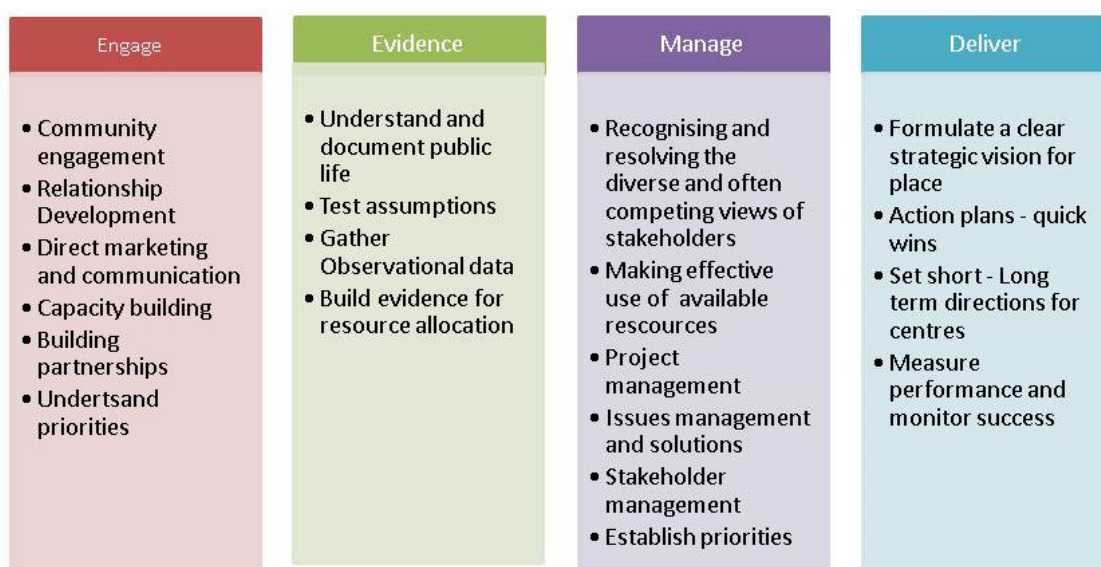 Engage
• Community
engagement
• Relationship
Development
• Direct marketing
and communication
• Capacity building
• Building
partnerships
• Undertsand
priorities
Evidence
• Understand and
document public
life
• Test assumptions
• Gather
Observational data
• Build evidence for
resource allocation
Manage
• Recognising and
resolving the
diverse and often
competing views of
stakeholders
• Making effective
use of available
rescources
• Project
management
• Issues management
and solutions
• Stakeholder
management
• Establish priorities
Deliver
• Formulate a clear
strategic vision for
place
• Action plans - quick
wins
• Set short - Long
term directions for
centres
• Measure
performance and
monitor success